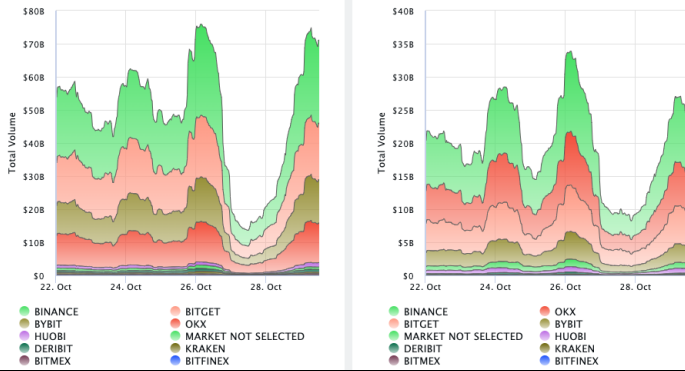 $80B
$70B
$60B
$50B
$40B
$30B
$20B
$10B
$0
Total Volume
22. Oct 24. Oct 26. Oct 28. Oct
BINANCE BITGET
BYBIT OKX
HUOBI MARKET NOT SELECTED
DERIBIT KRAKEN
BITMEX BITFINEX
$40B
$35B
$30B
$25B
$20B
$15B
$10B
$5B
$0
Total Volume
22. Oct 24. Oct 26. Oct 28. Oct
BINANCE OKX
BITGET BYBIT
MARKET NOT SELECTED HUOBI
DERIBIT KRAKEN
BITMEX BITFINEX